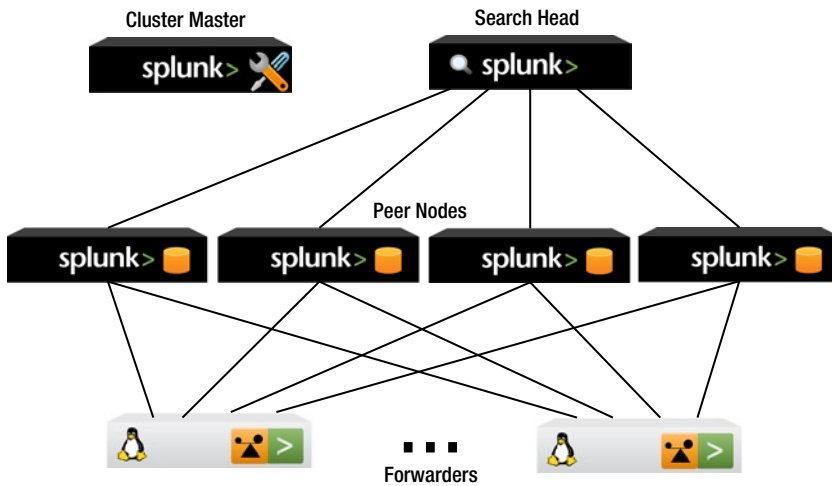 Cluster Master
Search Head
splunk>
splunk>
Peer Nodes
splunk>
splunk>
splunk>
splunk>
>
>
...
Forwarders